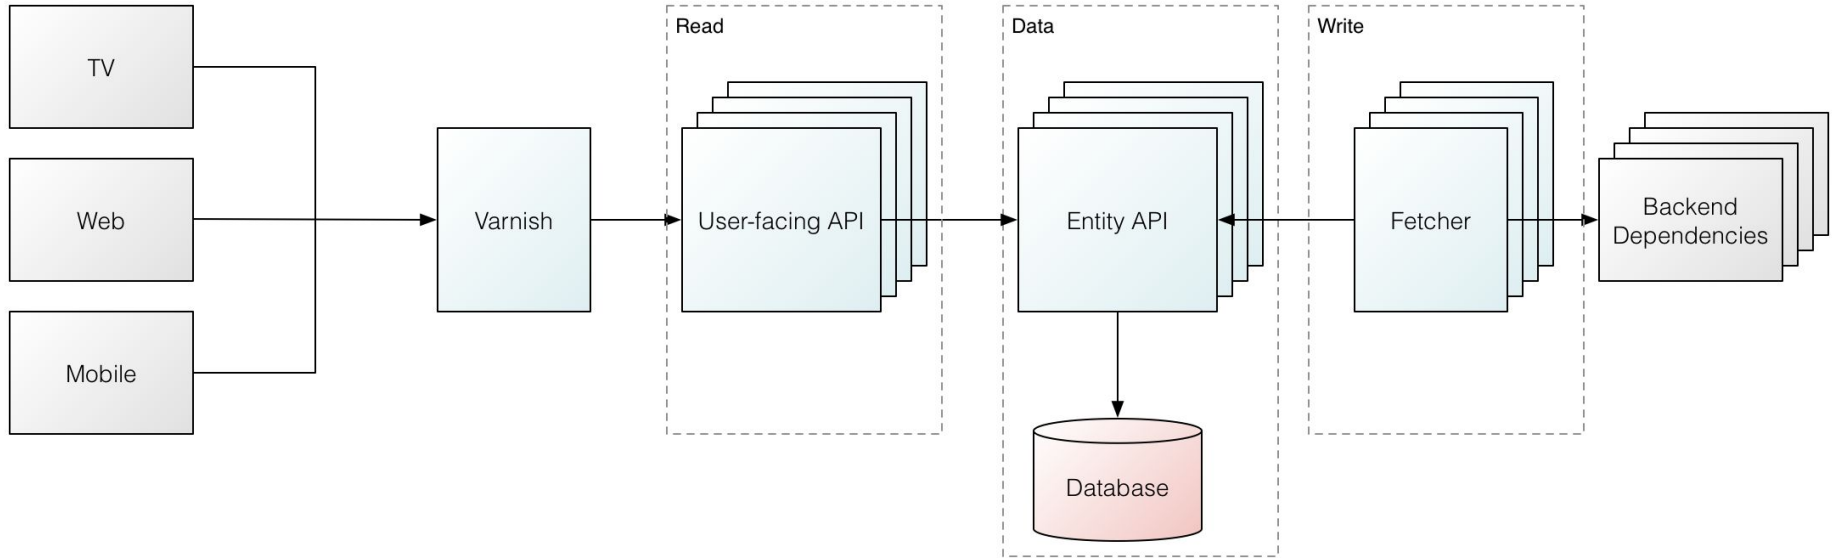 Read
Data
Write
TV
Web
Mobile
Varnish
User-facing API
Entity API
Fetcher
Backend
Dependencies
Database